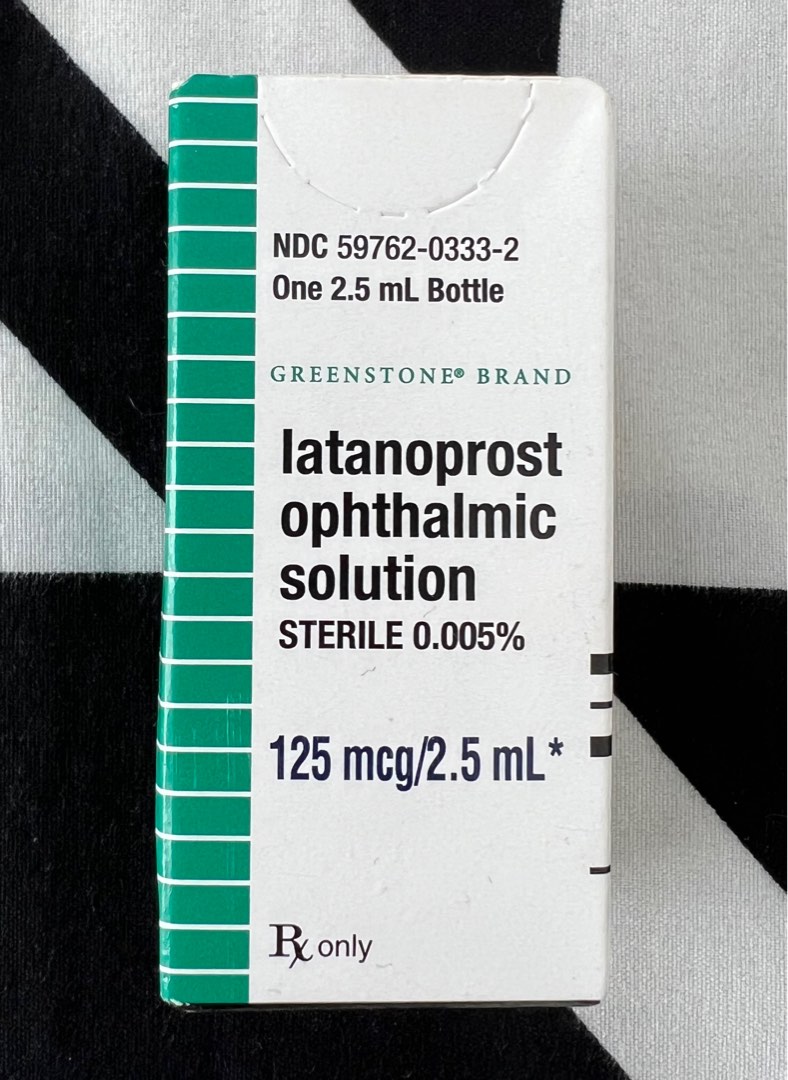 NDC 59762-0333-2
One 2.5 mL Bottle
GREENSTONE® BRAND
latanoprost
ophthalmic
solution
STERILE 0.005%
125 mcg/2.5 mL*
Rx only